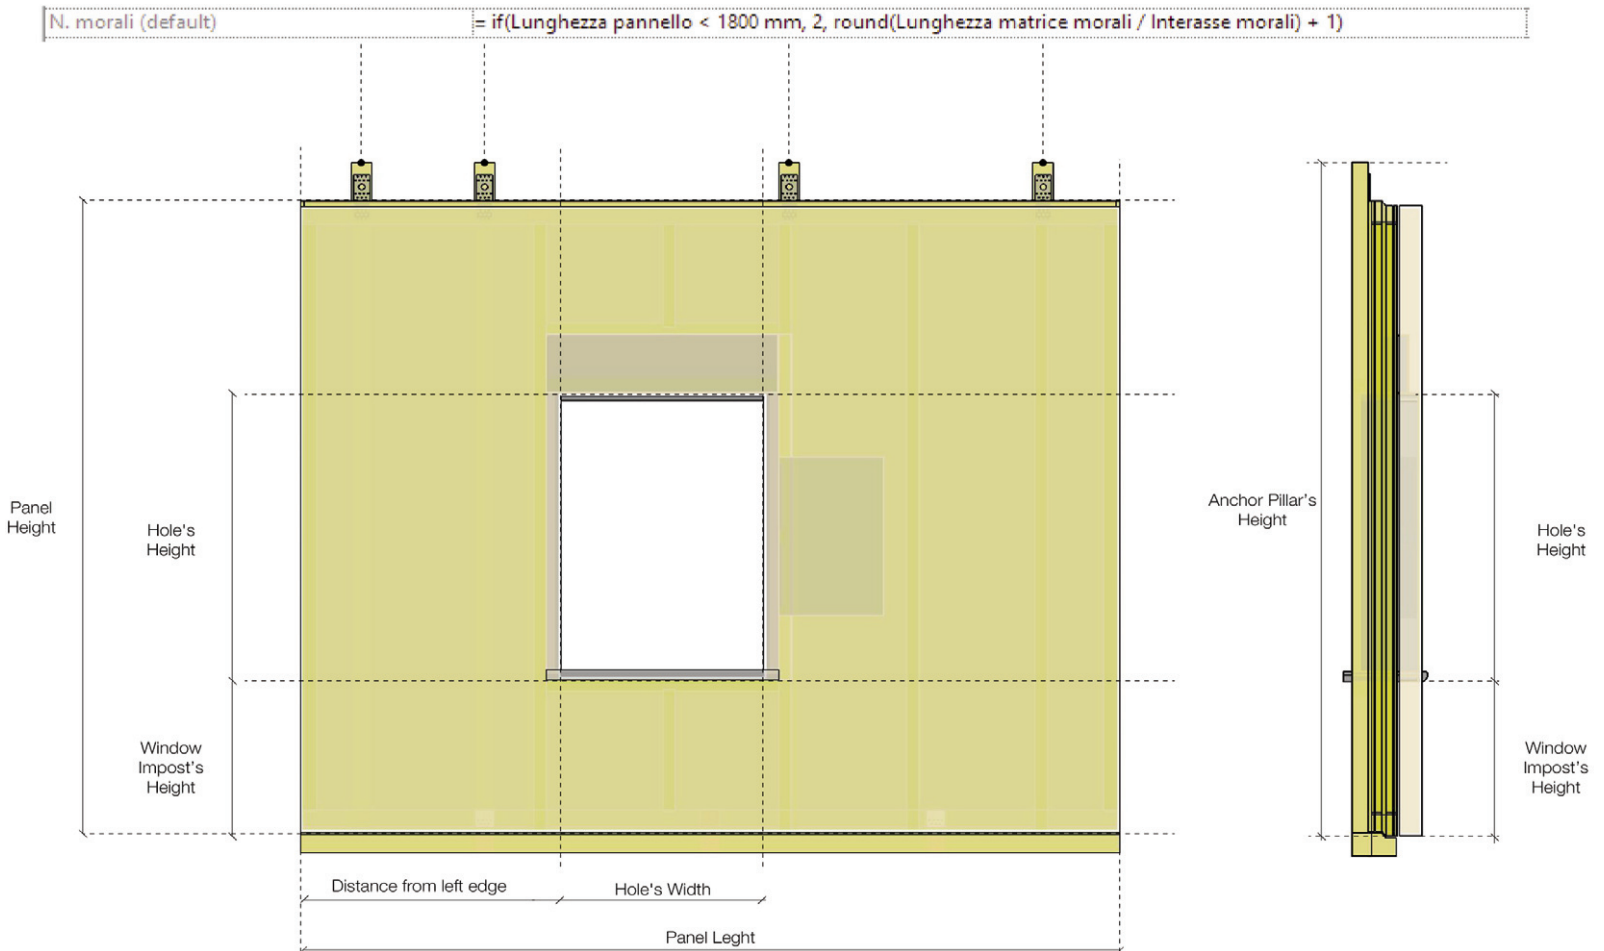 N. morali (default) = if(Lunghezza pannello < 1800 mm, 2, round(Lunghezza matrice morali / Interasse morali) + 1)
Panel
Height
Hole's
Height
Window
Impost's
Height
Distance from left edge
Hole's Width
Panel Leght
Anchor Pillar's
Height
Hole's
Height
Window
Impost's
Height